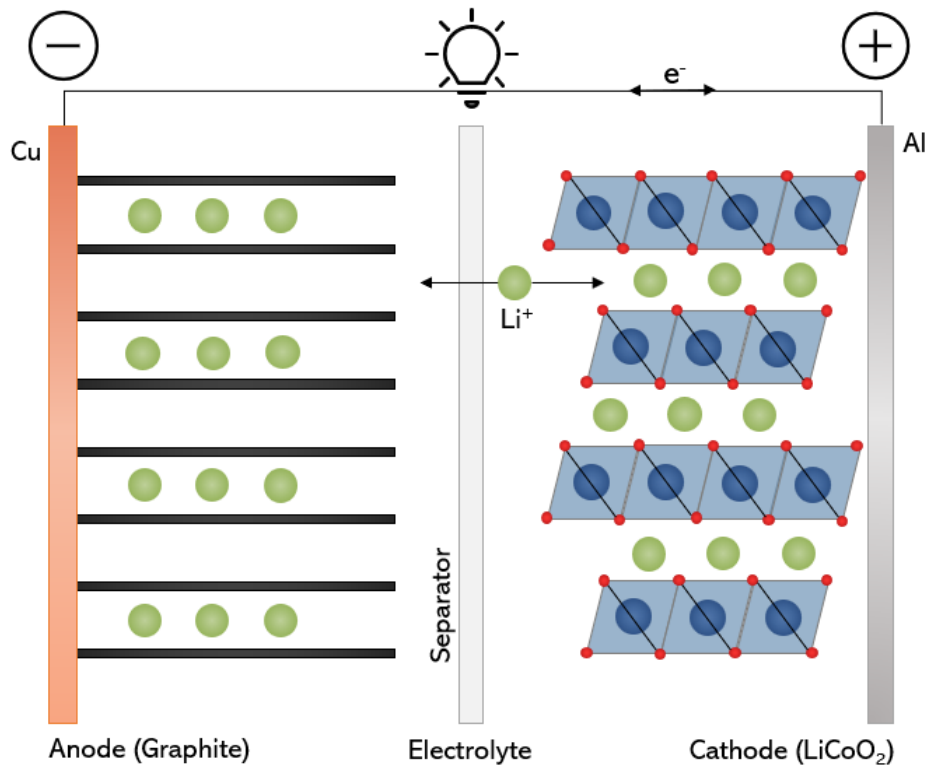 e⁻
Cu
Al
Li⁺
Separator
Anode (Graphite)
Electrolyte
Cathode (LiCoO₂)